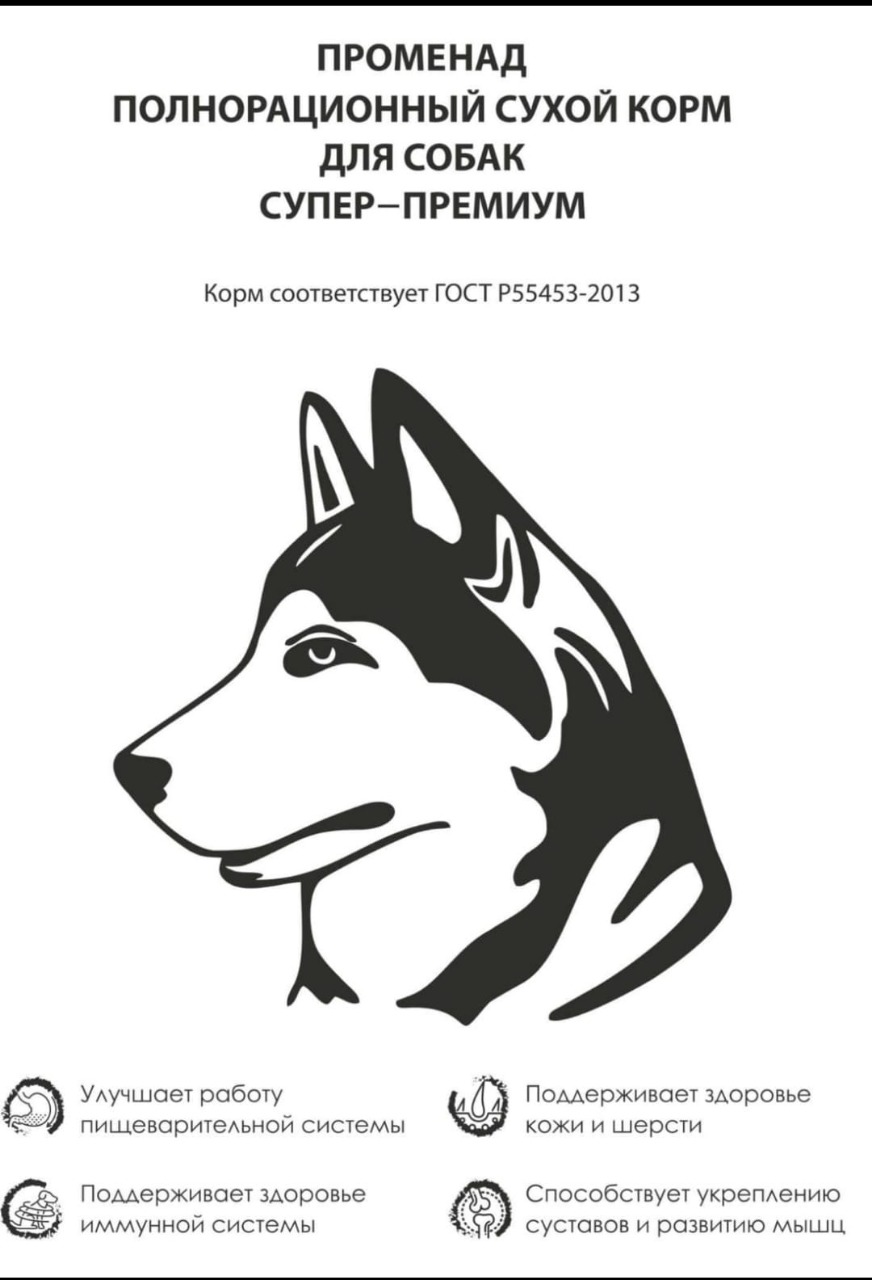 ПРОМЕНАД
ПОЛНОРАЦИОННЫЙ СУХОЙ КОРМ
ДЛЯ СОБАК
СУПЕР–ПРЕМИУМ
Корм соответствует ГОСТ Р55453-2013
Улучшает работу
пищеварительной системы
Поддерживает здоровье
кожи и шерсти
Поддерживает здоровье
иммунной системы
Способствует укреплению
суставов и развитию мышц